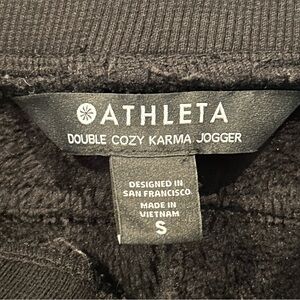 ATHLETA
DOUBLE COZY KARMA JOGGER
DESIGNED IN
SAN FRANCISCO
MADE IN
VIETNAM
S